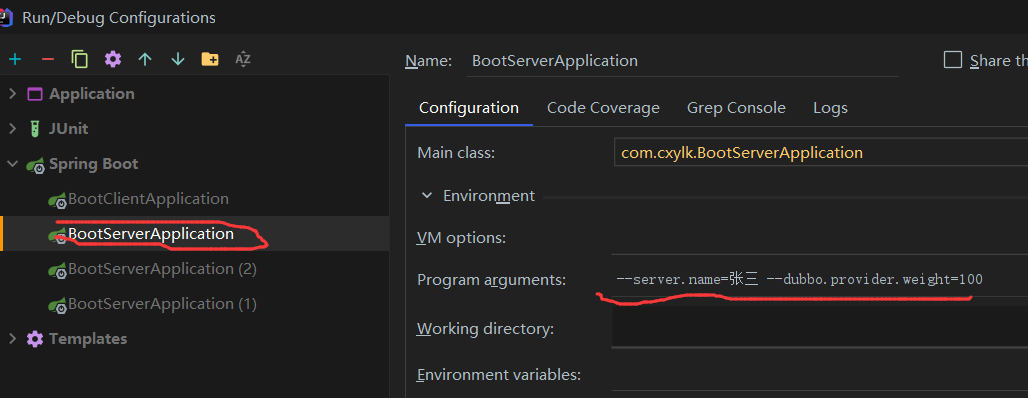 Run/Debug Configurations
Name: BootServerApplication
Share th
Application
JUnit
Spring Boot
BootClientApplication
BootServerApplication
BootServerApplication (2)
BootServerApplication (1)
Templates
Configuration Code Coverage Grep Console Logs
Main class: com.cxylk.BootServerApplication
Environment
VM options:
Program arguments: --server.name=张三 --dubbo.provider.weight=100
Working directory:
Environment variables: